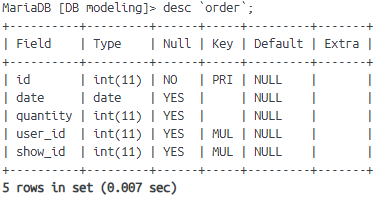 MariaDB [DB modeling]> desc `order`;
+----------+---------+------+-----+---------+-------+
| Field    | Type    | Null | Key | Default | Extra |
+----------+---------+------+-----+---------+-------+
| id       | int(11) | NO   | PRI | NULL    |       |
| date     | date    | YES  |     | NULL    |       |
| quantity | int(11) | YES  |     | NULL    |       |
| user_id  | int(11) | YES  | MUL | NULL    |       |
| show_id  | int(11) | YES  | MUL | NULL    |       |
+----------+---------+------+-----+---------+-------+
5 rows in set (0.007 sec)